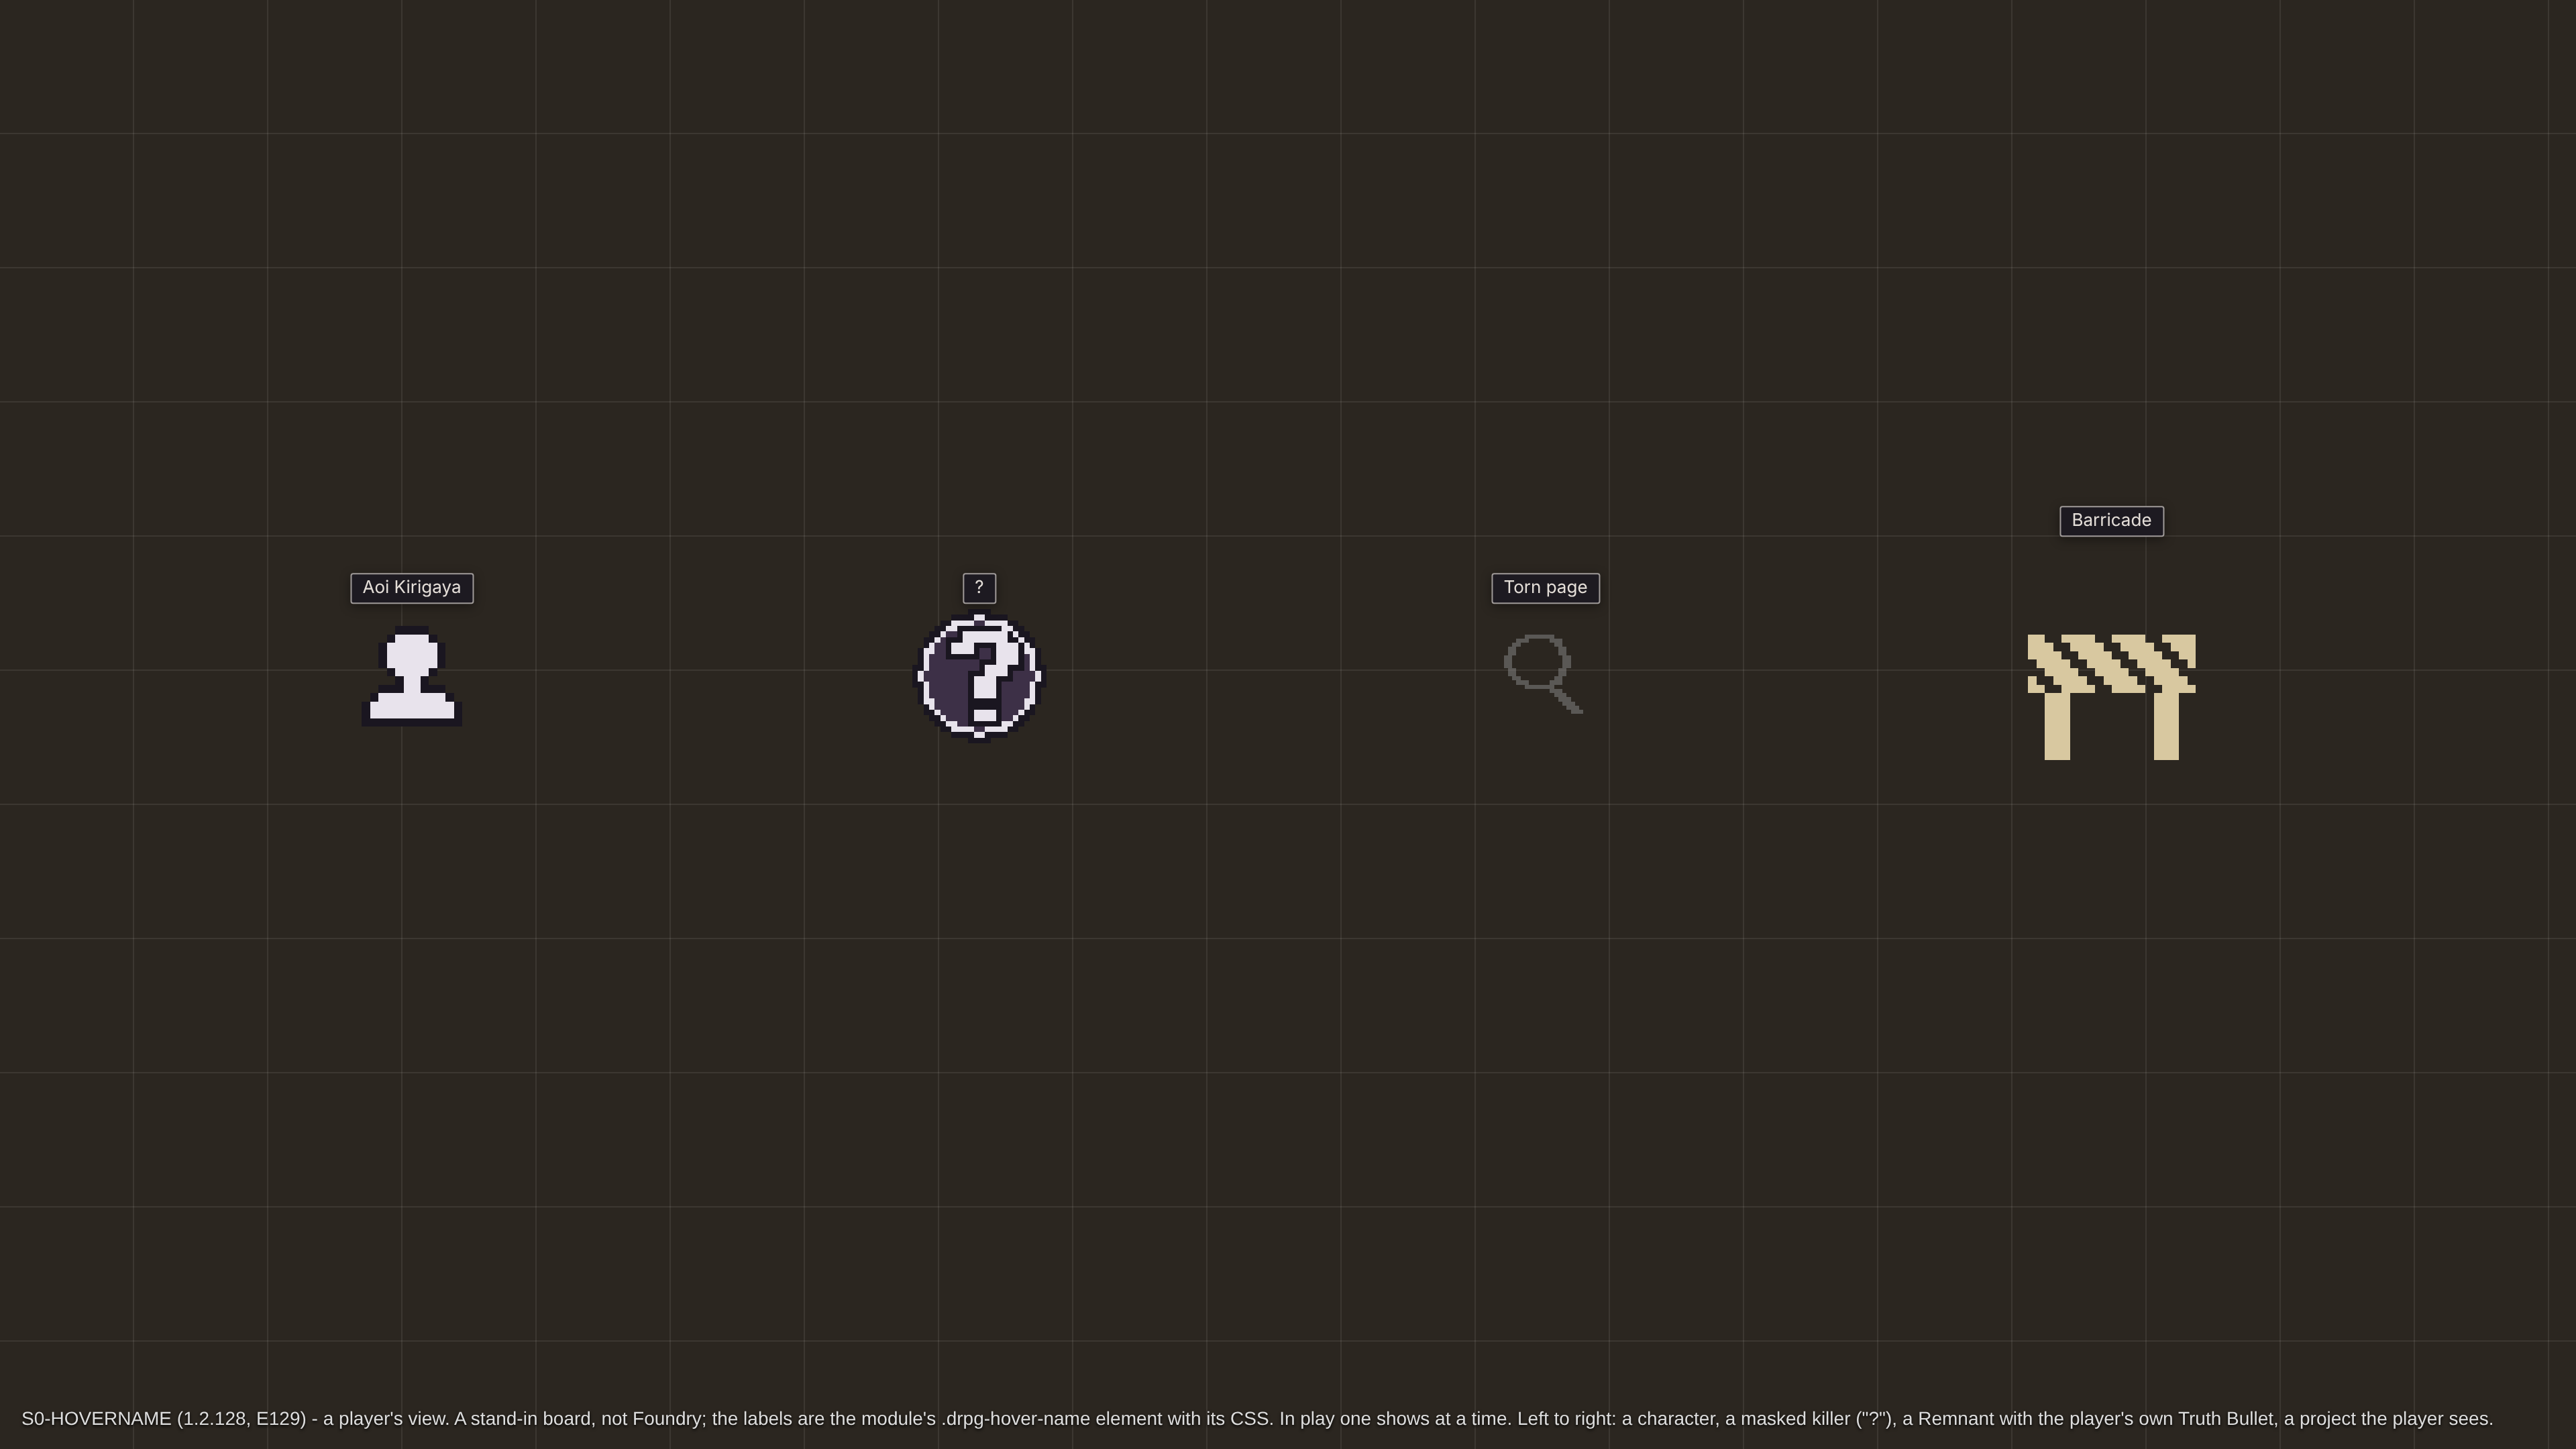 Barricade
Aoi Kirigaya
?
Torn page
S0-HOVERNAME (1.2.128, E129) - a player's view. A stand-in board, not Foundry; the labels are the module's .drpg-hover-name element with its CSS. In play one shows at a time. Left to right: a character, a masked killer ("?"), a Remnant with the player's own Truth Bullet, a project the player sees.